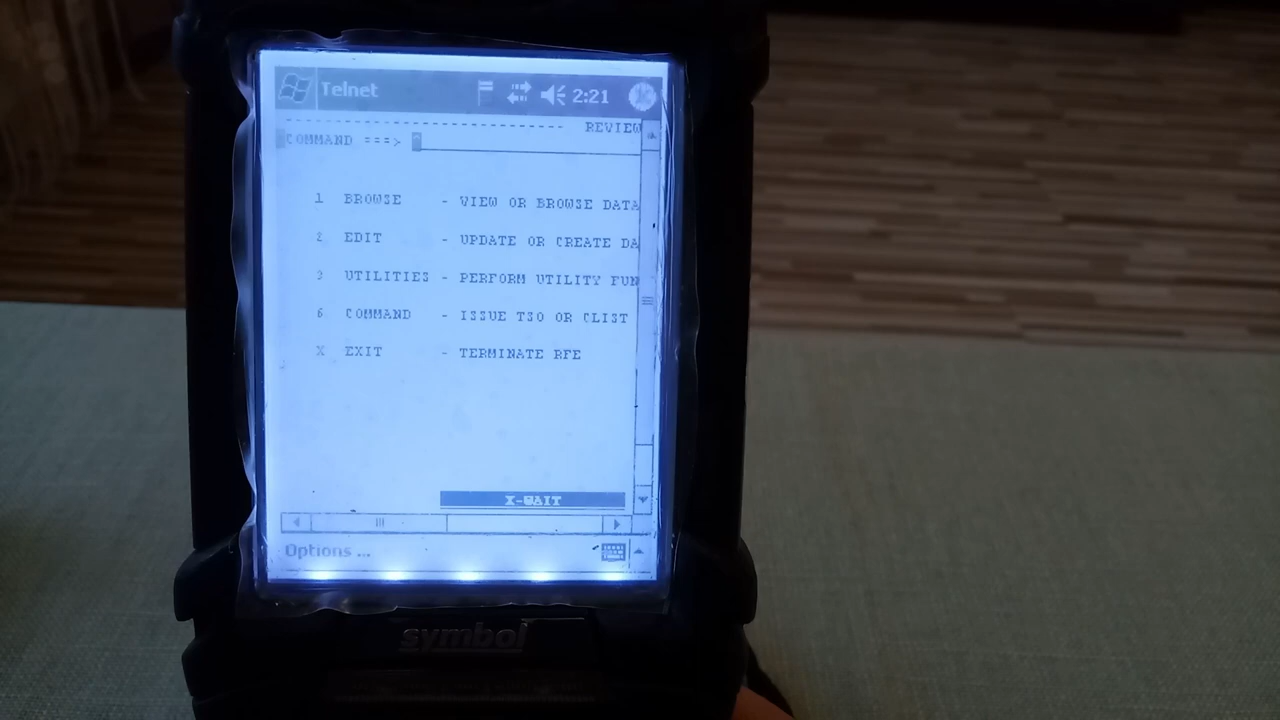 Telnet 2:21
------------------------------ REVIEW
COMMAND ===>
1 BROWSE - VIEW OR BROWSE DATA
2 EDIT - UPDATE OR CREATE DA
3 UTILITIES - PERFORM UTILITY FUN
6 COMMAND - ISSUE TSO OR CLIST
X EXIT - TERMINATE RFE
X-WAIT
Options ...
symbol